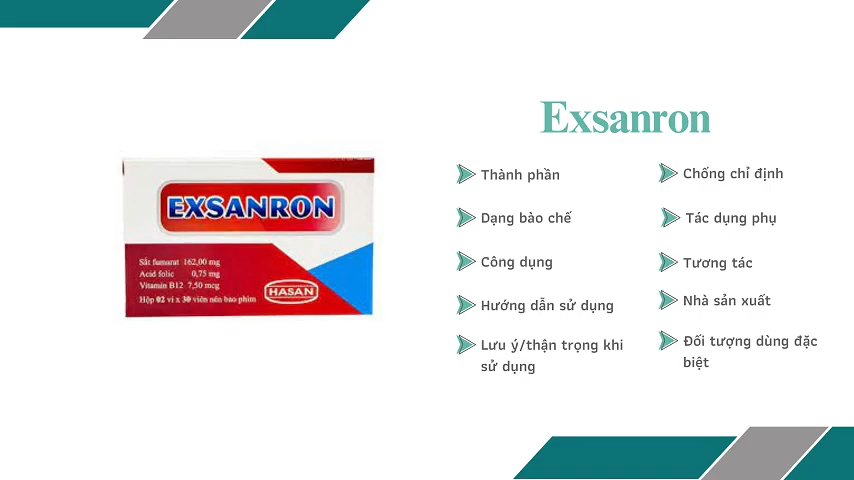 EXSANRON
Sắt fumarat 162,00 mg
Acid folic 0,75 mg
Vitamin B12 7,50 mcg
Hộp 02 vỉ x 30 viên nén bao phim
HASAN
Exsanron
Thành phần
Dạng bào chế
Công dụng
Hướng dẫn sử dụng
Lưu ý/thận trọng khi
sử dụng
Chống chỉ định
Tác dụng phụ
Tương tác
Nhà sản xuất
Đối tượng dùng đặc
biệt